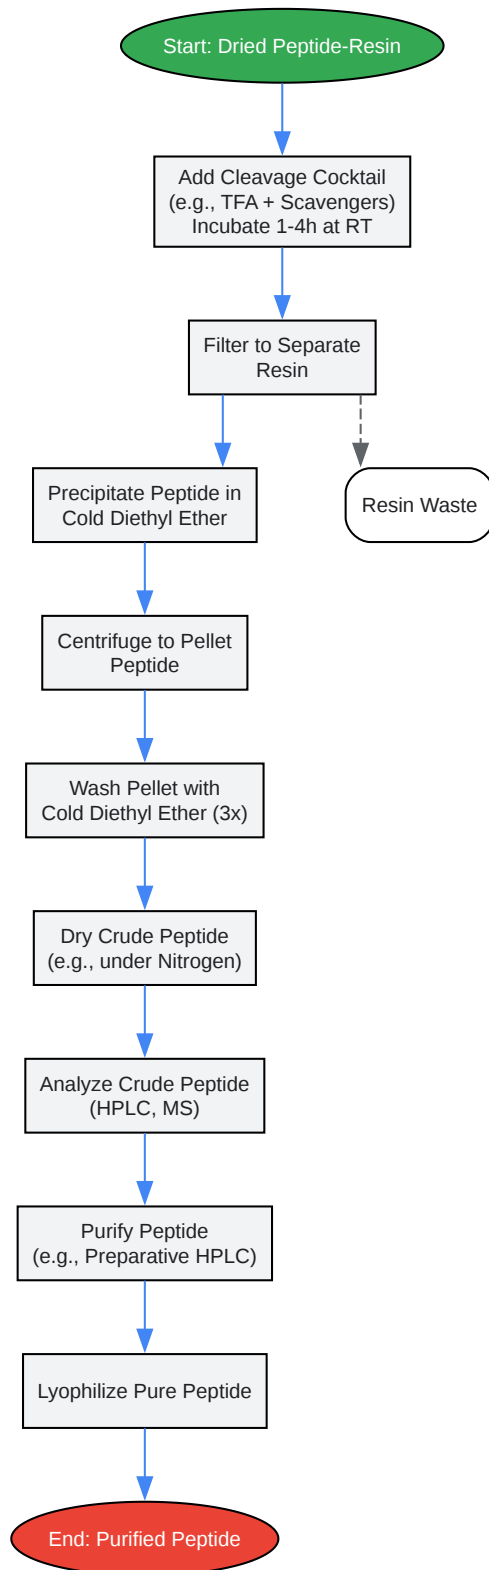 Start: Dried Peptide-Resin
Add Cleavage Cocktail
(e.g., TFA + Scavengers)
Incubate 1-4h at RT
Filter to Separate
Resin
Precipitate Peptide in
Cold Diethyl Ether
Resin Waste
Centrifuge to Pellet
Peptide
Wash Pellet with
Cold Diethyl Ether (3x)
Dry Crude Peptide
(e.g., under Nitrogen)
Analyze Crude Peptide
(HPLC, MS)
Purify Peptide
(e.g., Preparative HPLC)
Lyophilize Pure Peptide
End: Purified Peptide